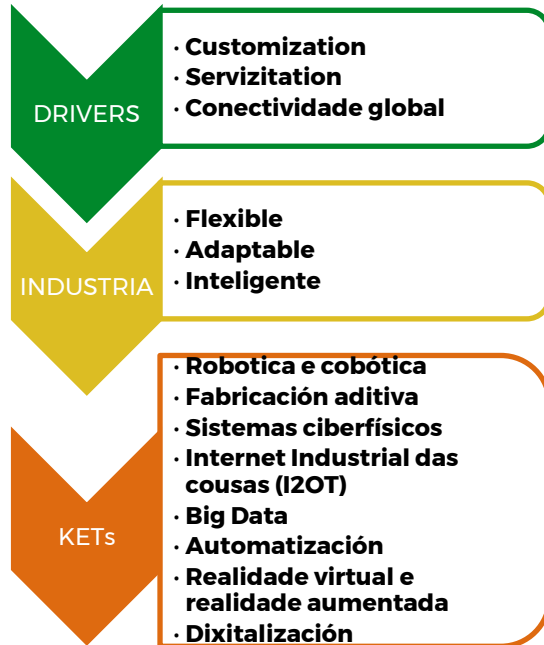 DRIVERS
· Customization
· Servizitation
· Conectividade global
INDUSTRIA
· Flexible
· Adaptable
· Inteligente
KETs
· Robotica e cobótica
· Fabricación aditiva
· Sistemas ciberfísicos
· Internet Industrial das
cousas (I2OT)
· Big Data
· Automatización
· Realidade virtual e
realidade aumentada
· Dixitalización